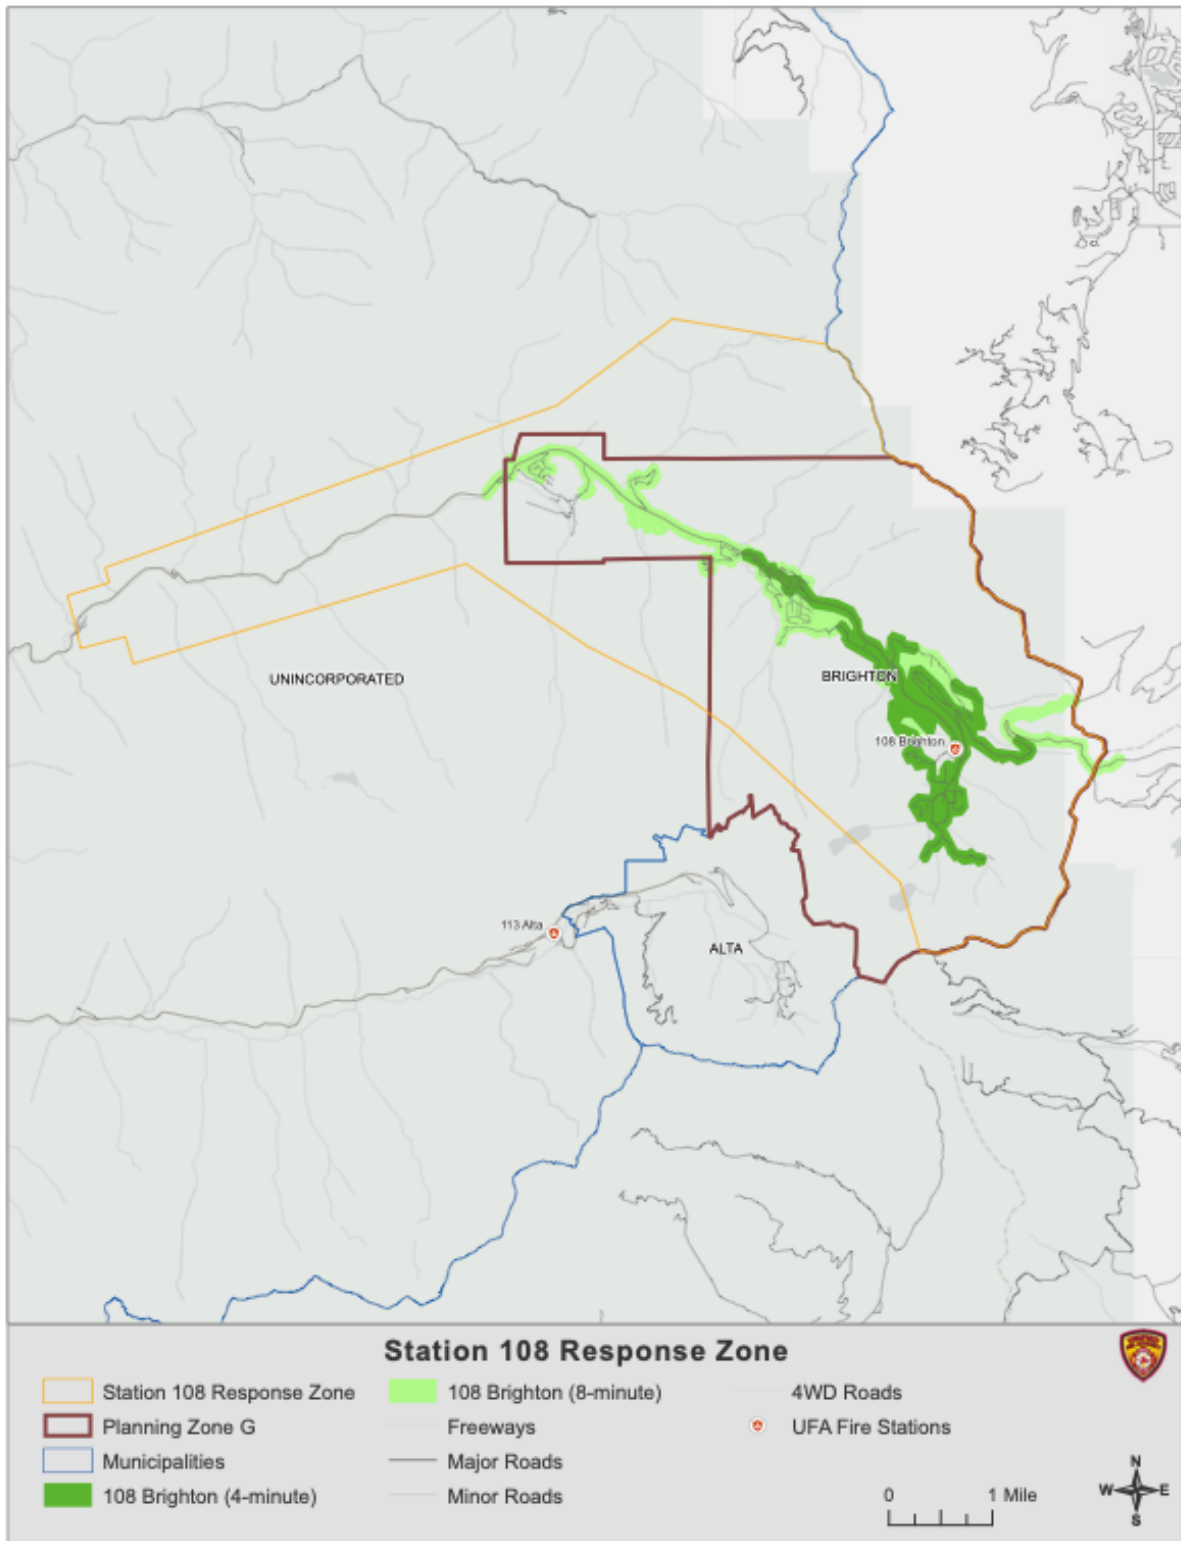 UNINCORPORATED
BRIGHTON
108 Brighton
113 Alta
ALTA
Station 108 Response Zone
Station 108 Response Zone
108 Brighton (8-minute)
4WD Roads
Planning Zone G
Freeways
UFA Fire Stations
Municipalities
Major Roads
108 Brighton (4-minute)
Minor Roads
0 1 Mile
N
W E
S